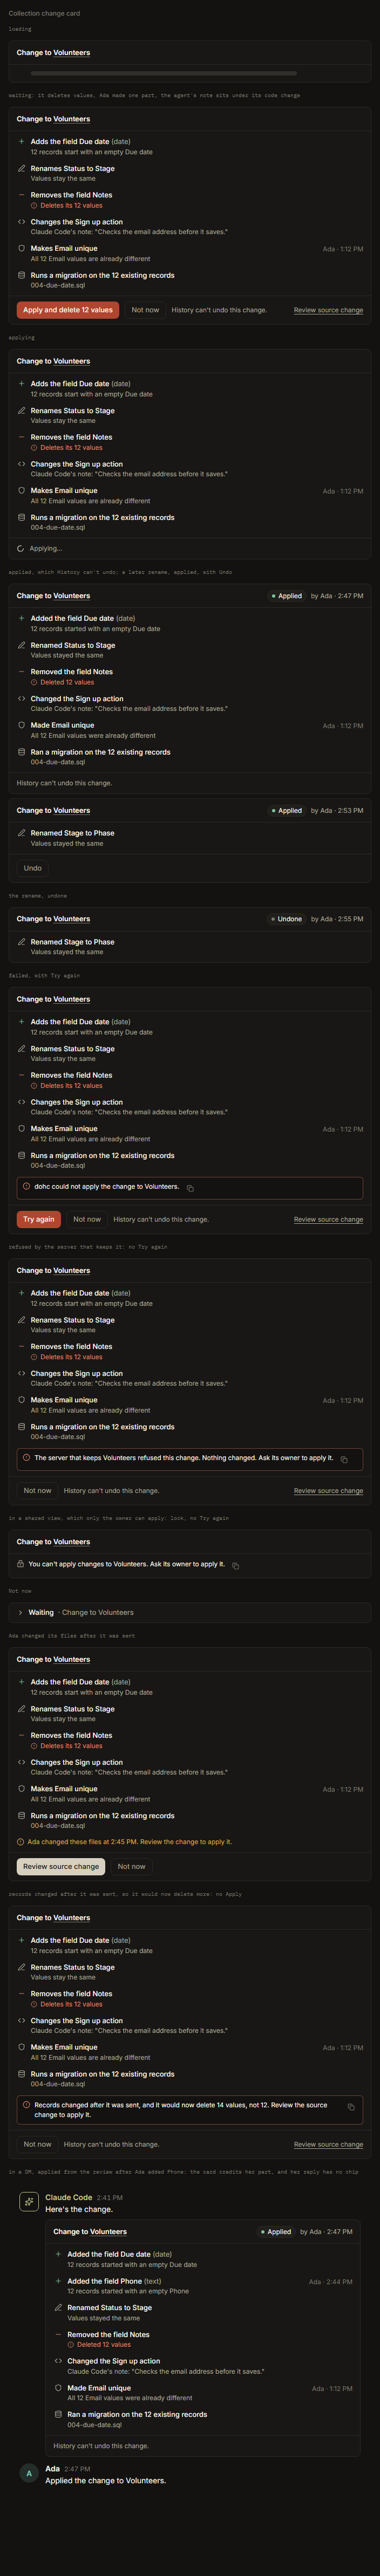 Collection change card
loading
Change to Volunteers
waiting: it deletes values, Ada made one part, the agent's note sits under its code change
Change to Volunteers
Adds the field Due date (date)
12 records start with an empty Due date
Renames Status to Stage
Values stay the same
Removes the field Notes
Deletes its 12 values
Changes the Sign up action
Claude Code's note: "Checks the email address before it saves."
Makes Email unique Ada · 1:12 PM
All 12 Email values are already different
Runs a migration on the 12 existing records
004-due-date.sql
Apply and delete 12 values Not now History can't undo this change. Review source change
applying
Change to Volunteers
Adds the field Due date (date)
12 records start with an empty Due date
Renames Status to Stage
Values stay the same
Removes the field Notes
Deletes its 12 values
Changes the Sign up action
Claude Code's note: "Checks the email address before it saves."
Makes Email unique Ada · 1:12 PM
All 12 Email values are already different
Runs a migration on the 12 existing records
004-due-date.sql
Applying…
applied, which History can't undo; a later rename, applied, with Undo
Change to Volunteers Applied by Ada · 2:47 PM
Added the field Due date (date)
12 records started with an empty Due date
Renamed Status to Stage
Values stayed the same
Removed the field Notes
Deleted 12 values
Changed the Sign up action
Claude Code's note: "Checks the email address before it saves."
Made Email unique Ada · 1:12 PM
All 12 Email values were already different
Ran a migration on the 12 existing records
004-due-date.sql
History can't undo this change.
Change to Volunteers Applied by Ada · 2:53 PM
Renamed Stage to Phase
Values stayed the same
Undo
the rename, undone
Change to Volunteers Undone by Ada · 2:55 PM
Renamed Stage to Phase
Values stayed the same
failed, with Try again
Change to Volunteers
Adds the field Due date (date)
12 records start with an empty Due date
Renames Status to Stage
Values stay the same
Removes the field Notes
Deletes its 12 values
Changes the Sign up action
Claude Code's note: "Checks the email address before it saves."
Makes Email unique Ada · 1:12 PM
All 12 Email values are already different
Runs a migration on the 12 existing records
004-due-date.sql
dohc could not apply the change to Volunteers.
Try again Not now History can't undo this change. Review source change
refused by the server that keeps it: no Try again
Change to Volunteers
Adds the field Due date (date)
12 records start with an empty Due date
Renames Status to Stage
Values stay the same
Removes the field Notes
Deletes its 12 values
Changes the Sign up action
Claude Code's note: "Checks the email address before it saves."
Makes Email unique Ada · 1:12 PM
All 12 Email values are already different
Runs a migration on the 12 existing records
004-due-date.sql
The server that keeps Volunteers refused this change. Nothing changed. Ask its owner to apply it.
Not now History can't undo this change. Review source change
in a shared view, which only the owner can apply: look, no Try again
Change to Volunteers
You can't apply changes to Volunteers. Ask its owner to apply it.
Not now
Waiting · Change to Volunteers
Ada changed its files after it was sent
Change to Volunteers
Adds the field Due date (date)
12 records start with an empty Due date
Renames Status to Stage
Values stay the same
Removes the field Notes
Deletes its 12 values
Changes the Sign up action
Claude Code's note: "Checks the email address before it saves."
Makes Email unique Ada · 1:12 PM
All 12 Email values are already different
Runs a migration on the 12 existing records
004-due-date.sql
Ada changed these files at 2:45 PM. Review the change to apply it.
Review source change Not now
records changed after it was sent, so it would now delete more: no Apply
Change to Volunteers
Adds the field Due date (date)
12 records start with an empty Due date
Renames Status to Stage
Values stay the same
Removes the field Notes
Deletes its 12 values
Changes the Sign up action
Claude Code's note: "Checks the email address before it saves."
Makes Email unique Ada · 1:12 PM
All 12 Email values are already different
Runs a migration on the 12 existing records
004-due-date.sql
Records changed after it was sent, and it would now delete 14 values, not 12. Review the source
change to apply it.
Not now History can't undo this change. Review source change
in a DM, applied from the review after Ada added Phone: the card credits her part, and her reply has no chip
Claude Code 2:41 PM
Here's the change.
Change to Volunteers Applied by Ada · 2:47 PM
Added the field Due date (date)
12 records started with an empty Due date
Added the field Phone (text) Ada · 2:44 PM
12 records started with an empty Phone
Renamed Status to Stage
Values stayed the same
Removed the field Notes
Deleted 12 values
Changed the Sign up action
Claude Code's note: "Checks the email address before it saves."
Made Email unique Ada · 1:12 PM
All 12 Email values were already different
Ran a migration on the 12 existing records
004-due-date.sql
History can't undo this change.
A
Ada 2:47 PM
Applied the change to Volunteers.